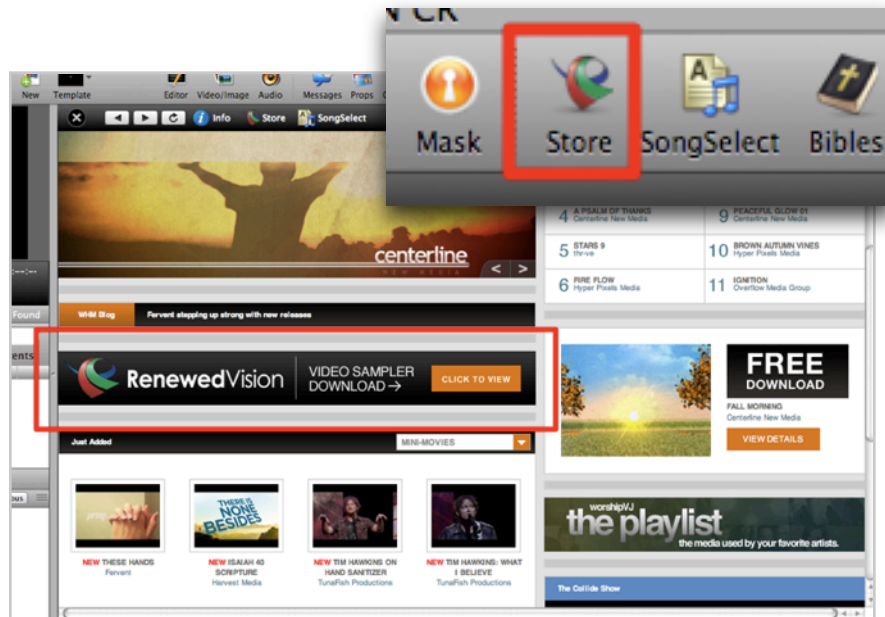 Mask
Store
SongSelect
Bibles
New
Template
Editor
Video/Image
Audio
Messages
Props
Info
Store
SongSelect
centerline
NEW MEDIA
< >
4 A PSALM OF THANKS
Centerline New Media
9 PEACEFUL GLOW 01
Centerline New Media
5 STARS 9
thr-ve
10 BROWN AUTUMN VINES
Hyper Pixels Media
6 FIRE FLOW
Hyper Pixels Media
11 IGNITION
Overflow Media Group
Found
WHM Blog
Fervent stepping up strong with new releases
ents
RenewedVision
VIDEO SAMPLER
DOWNLOAD →
CLICK TO VIEW
FREE
DOWNLOAD
FALL MORNING
Centerline New Media
VIEW DETAILS
Just Added
MINI-MOVIES
THERE IS
NONE
BESIDES
NEW THESE HANDS
Fervent
NEW ISAIAH 40
SCRIPTURE
Harvest Media
NEW TIM HAWKINS ON
HAND SANITIZER
TunaFish Productions
NEW TIM HAWKINS: WHAT
I BELIEVE
TunaFish Productions
worshipVJ
the playlist
the media used by your favorite artists.
The Collide Show